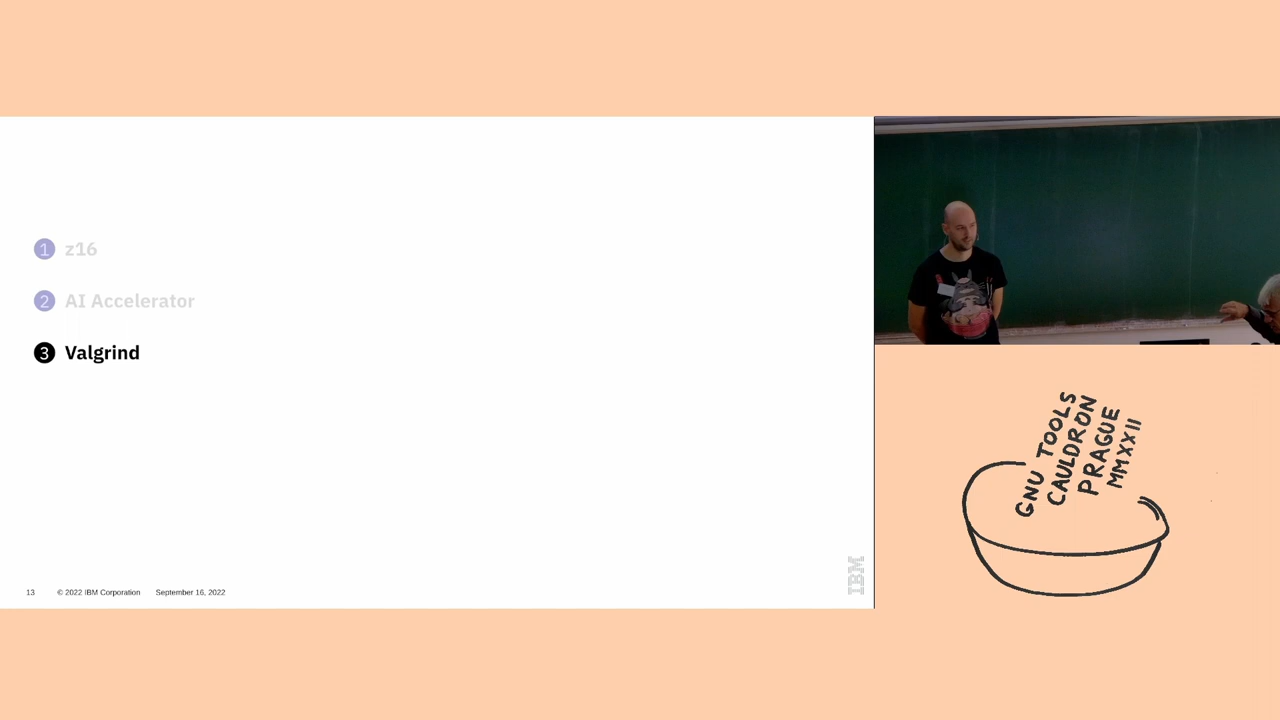 1 z16
2 AI Accelerator
3 Valgrind
13 © 2022 IBM Corporation September 16, 2022
IBM
GNU TOOLS
CAULDRON
PRAGUE
MMXXII